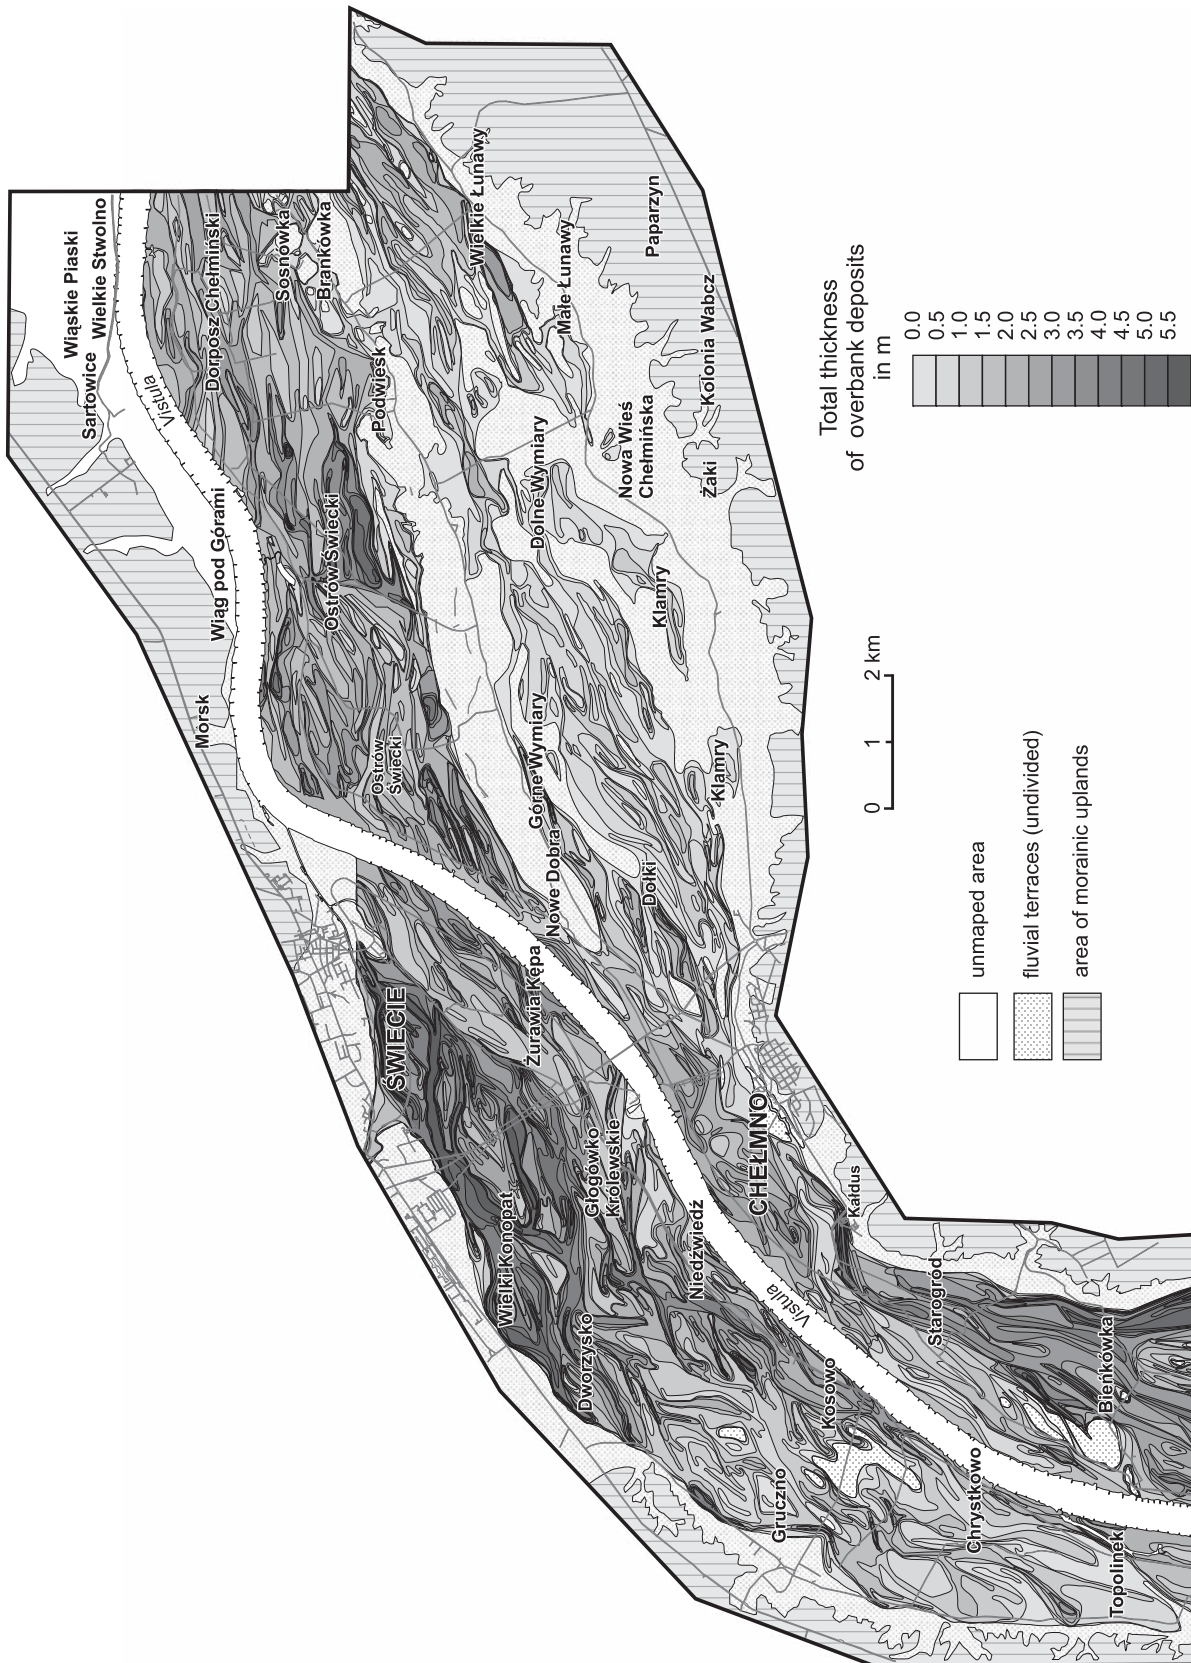 Wiąskie Piaski
Wielkie Stwolno
Sartowice
Vistula
Dorposz Chełmiński
Sosnówka
Brankówka
Wielkie Łunawy
Małe Łunawy
Paparzyn
Kolonia Wabcz
Podwiesk
Wiąg pod Górami
Ostrów Świecki
Dolne Wymiary
Nowa Wieś
Chełmińska
Żaki
Klamry
Morsk
Ostrów
Świecki
Górne Wymiary
Klamry
Nowe Dobra
Dołki
ŚWIECIE
Żurawia Kępa
Wielki Konopat
Głogówko
Królewskie
CHEŁMNO
Kałdus
Niedźwiedź
Vistula
Dworzysko
Starogród
Kosowo
Bieńkówka
Gruczno
Chrystkowo
Topolinek
Total thickness
of overbank deposits
in m
0.0
0.5
1.0
1.5
2.0
2.5
3.0
3.5
4.0
4.5
5.0
5.5
0 1 2 km
unmaped area
fluvial terraces (undivided)
area of morainic uplands